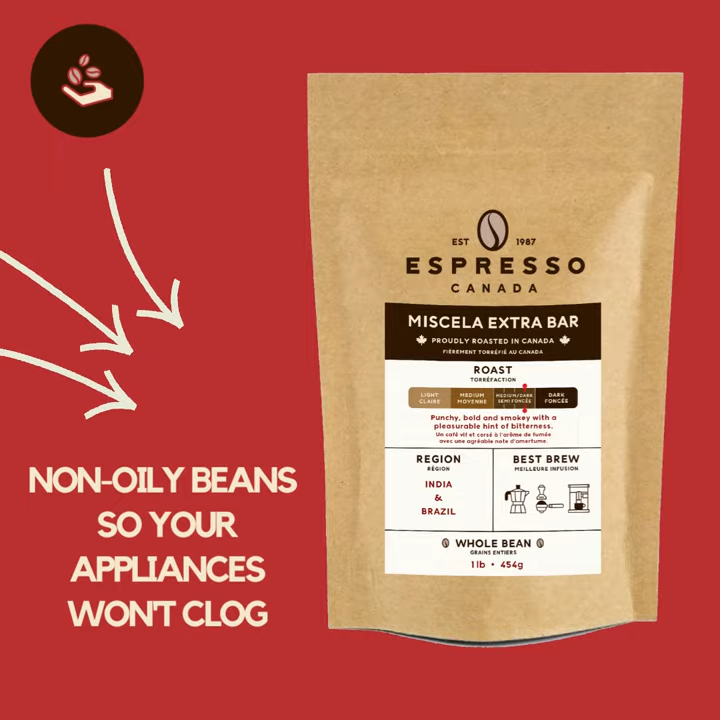 NON-OILY BEANS
SO YOUR
APPLIANCES
WON'T CLOG
EST 1987
ESPRESSO
CANADA
MISCELA EXTRA BAR
PROUDLY ROASTED IN CANADA
FIÈREMENT TORRÉFIÉ AU CANADA
ROAST
TORRÉFACTION
LIGHT
CLAIRE
MEDIUM
MOYENNE
MEDIUM/DARK
SEMI FONCÉE
DARK
FONCÉE
Punchy, bold and smokey with a
pleasurable hint of bitterness.
Un café vif et corsé à l'arôme de fumée
avec une agréable note d'amertume.
REGION
RÉGION
INDIA
&
BRAZIL
BEST BREW
MEILLEURE INFUSION
WHOLE BEAN
GRAINS ENTIERS
1 lb • 454g